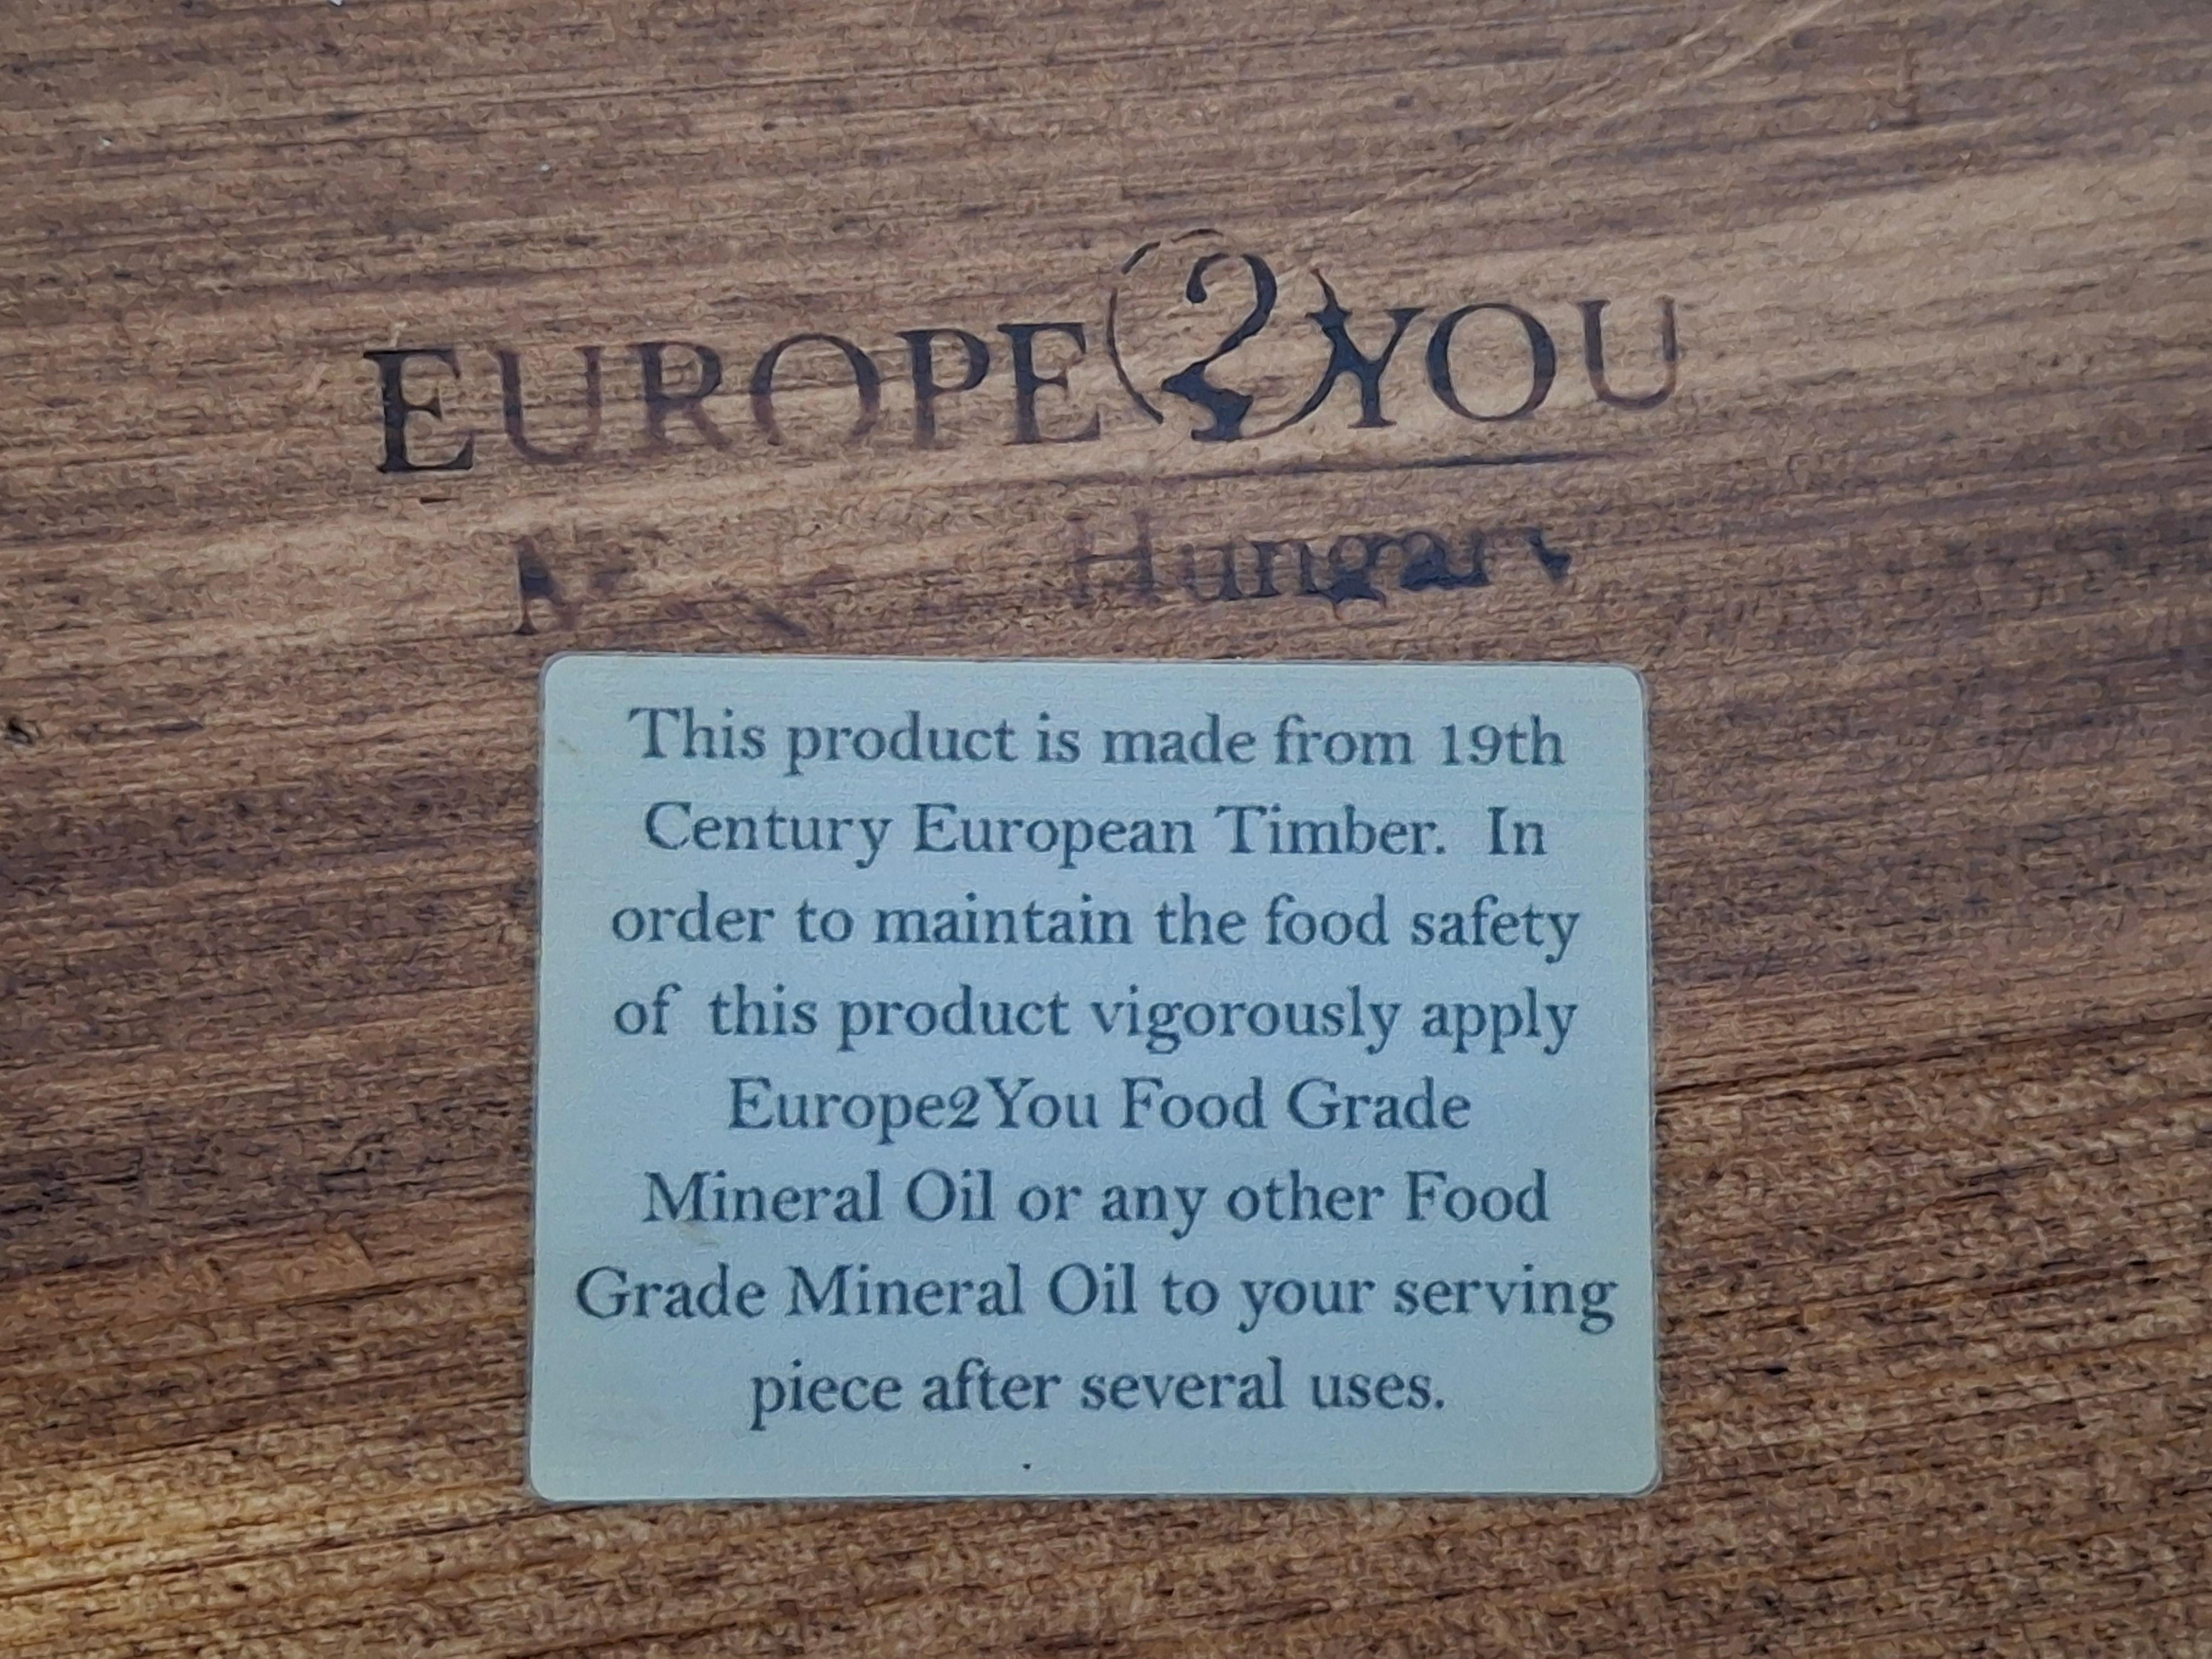 EUROPE2YOU
Hungary
This product is made from 19th
Century European Timber. In
order to maintain the food safety
of this product vigorously apply
Europe2You Food Grade
Mineral Oil or any other Food
Grade Mineral Oil to your serving
piece after several uses.